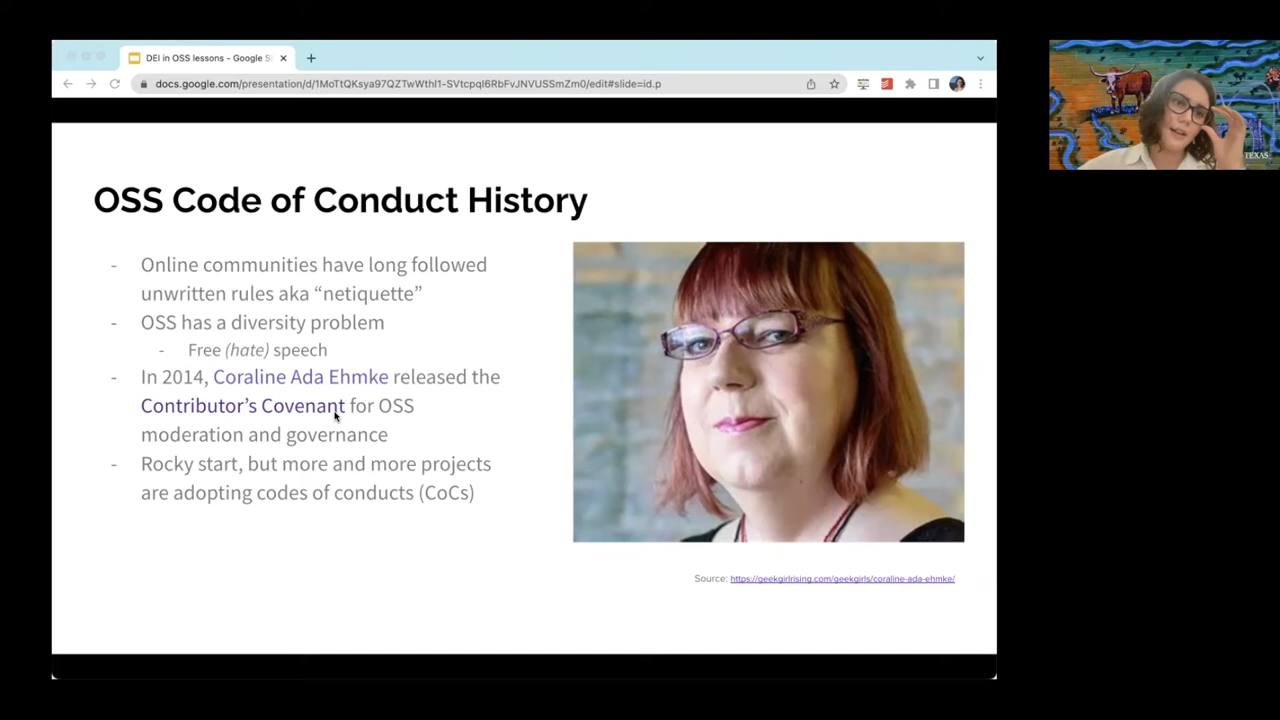 DEI in OSS lessons - Google S
docs.google.com/presentation/d/1MoTtQKsya97QZTwWthl1-SVtcpqI6RbFvJNVUSSmZm0/edit#slide=id.p
TEXAS
OSS Code of Conduct History
- Online communities have long followed
unwritten rules aka “netiquette”
- OSS has a diversity problem
- Free (hate) speech
- In 2014, Coraline Ada Ehmke released the
Contributor’s Covenant for OSS
moderation and governance
- Rocky start, but more and more projects
are adopting codes of conducts (CoCs)
Source: https://geekgirlrising.com/geekgirls/coraline-ada-ehmke/